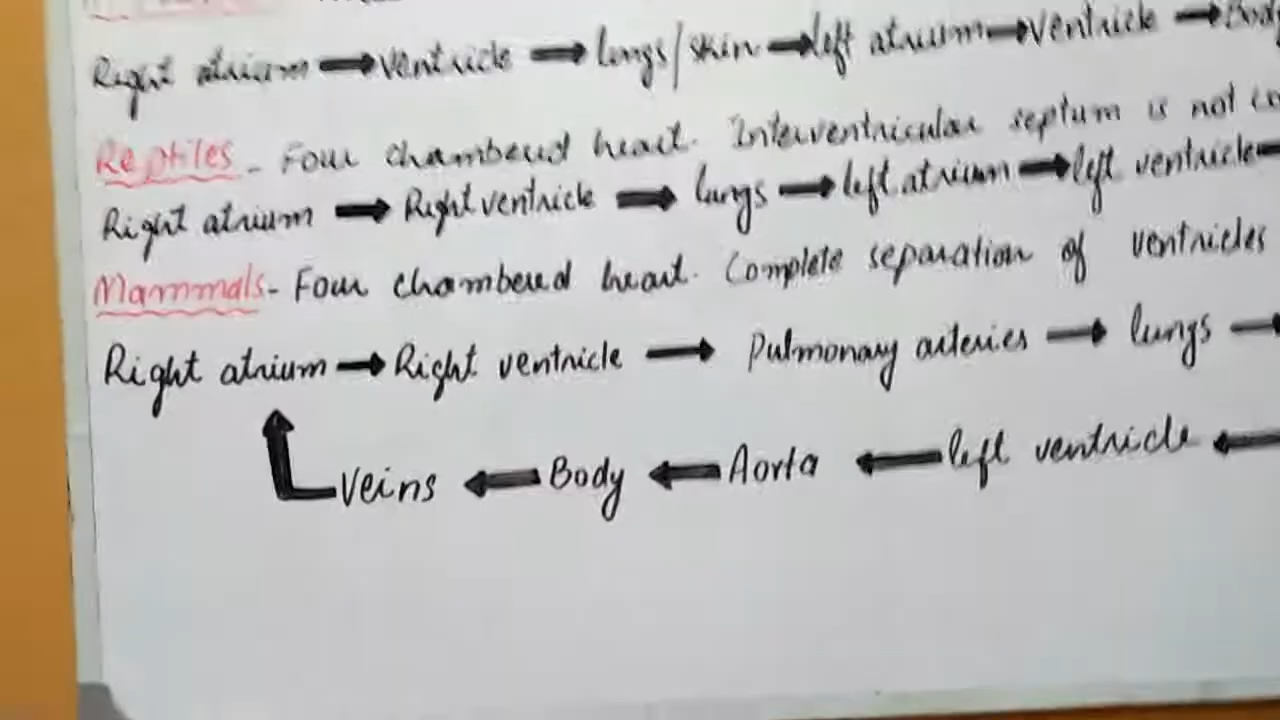 Right atrium → ventricle → lungs/skin → left atrium → ventricle → Body
Reptiles - Four chambered heart. Interventricular septum is not
Right atrium → Right ventricle → lungs → left atrium → left ventricle →
Mammals - Four chambered heart. Complete separation of ventricles
Right atrium → Right ventricle → Pulmonary arteries → lungs →
Veins ← Body ← Aorta ← left ventricle ←